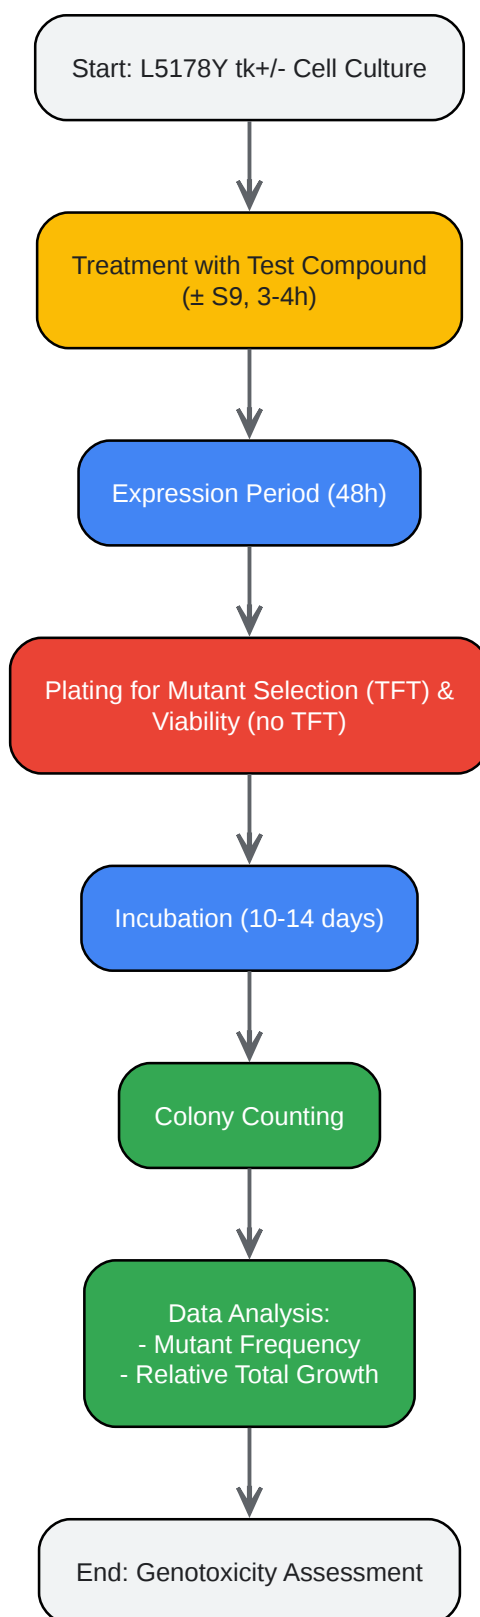 Start: L5178Y tk+/- Cell Culture
Treatment with Test Compound
(± S9, 3-4h)
Expression Period (48h)
Plating for Mutant Selection (TFT) &
Viability (no TFT)
Incubation (10-14 days)
Colony Counting
Data Analysis:
- Mutant Frequency
- Relative Total Growth
End: Genotoxicity Assessment